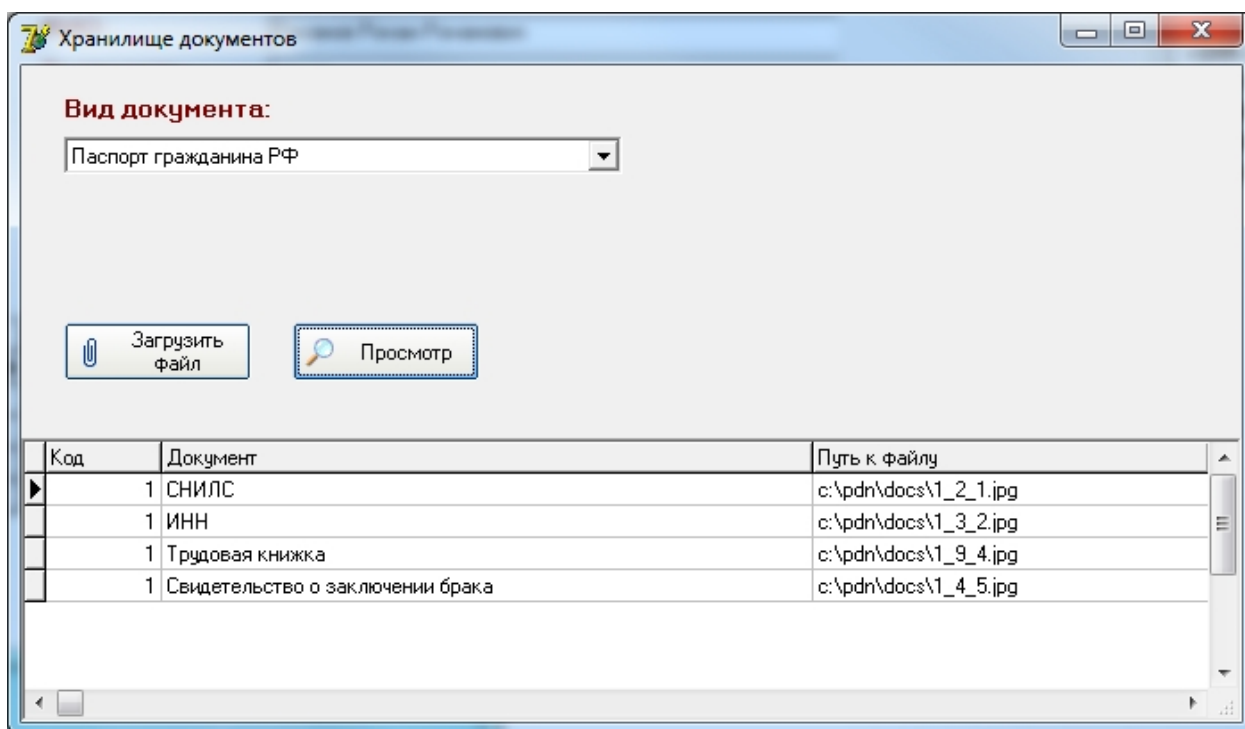 Хранилище документов
Вид документа:
Паспорт гражданина РФ
Загрузить
файл
Просмотр
Код Документ Путь к файлу
1 СНИЛС c:\pdn\docs\1_2_1.jpg
1 ИНН c:\pdn\docs\1_3_2.jpg
1 Трудовая книжка c:\pdn\docs\1_9_4.jpg
1 Свидетельство о заключении брака c:\pdn\docs\1_4_5.jpg